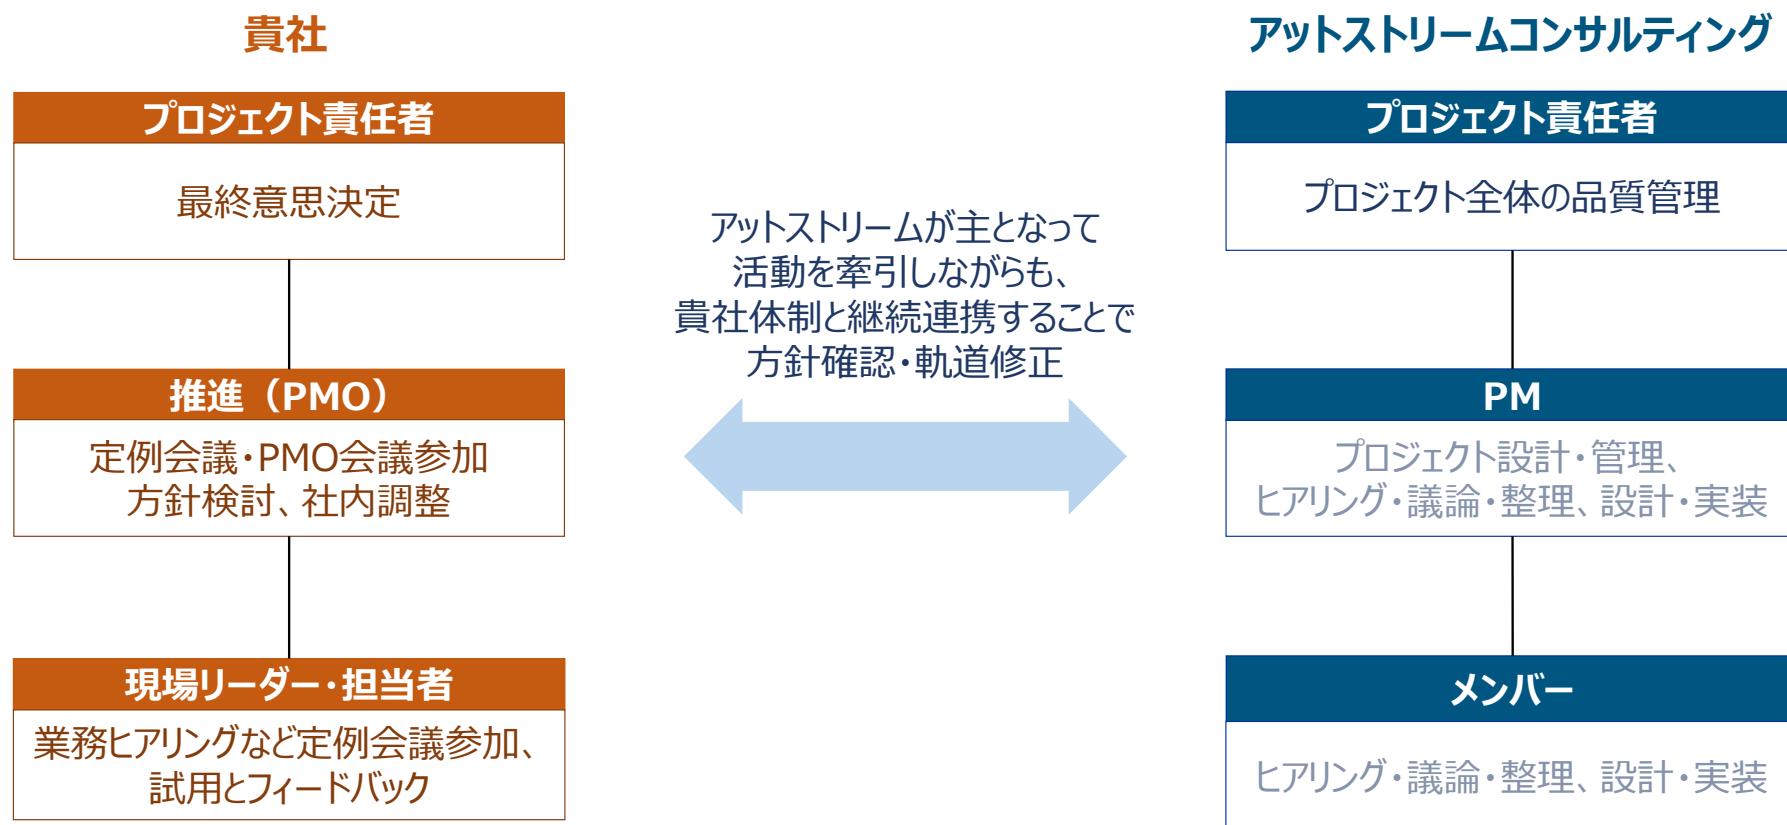 貴社
プロジェクト責任者
最終意思決定
推進（PMO）
定例会議・PMO会議参加
方針検討、社内調整
現場リーダー・担当者
業務ヒアリングなど定例会議参加、
試用とフィードバック
アットストリームが主となって
活動を牽引しながらも、
貴社体制と継続連携することで
方針確認・軌道修正
アットストリームコンサルティング
プロジェクト責任者
プロジェクト全体の品質管理
PM
プロジェクト設計・管理、
ヒアリング・議論・整理、設計・実装
メンバー
ヒアリング・議論・整理、設計・実装